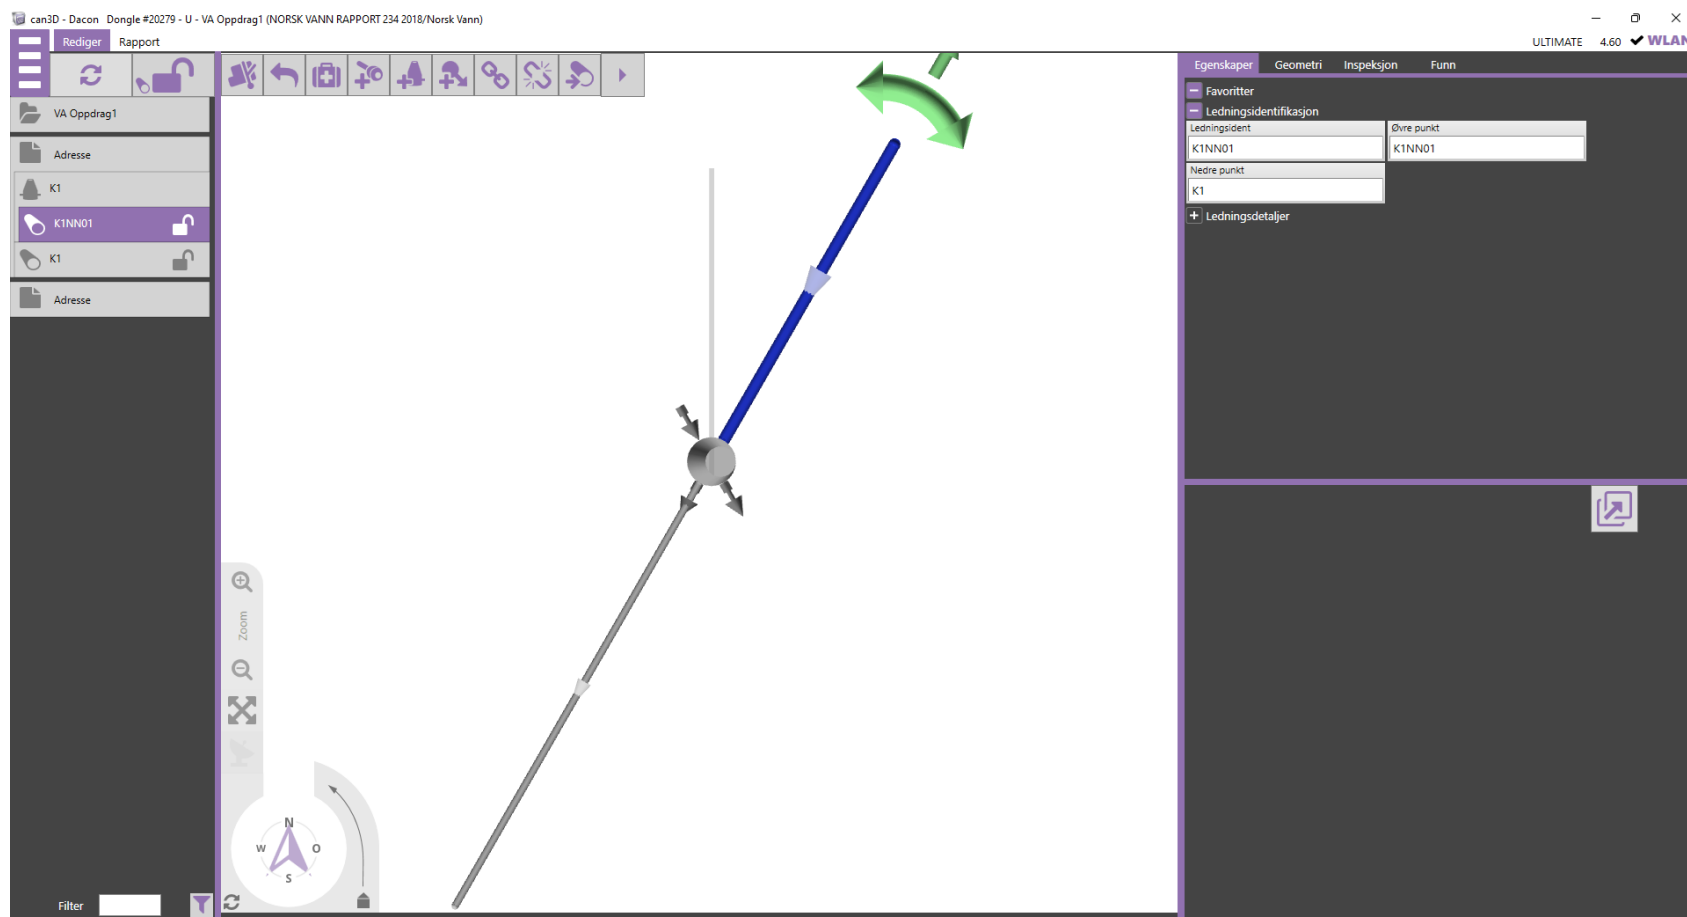 can3D - Dacon   Dongle #20279 - U - VA Oppdrag1 (NORSK VANN RAPPORT 234 2018/Norsk Vann)
Rediger
Rapport
ULTIMATE
4.60
WLAN
VA Oppdrag1
Adresse
K1
K1NN01
K1
Adresse
Filter
Zoom
N
W
O
S
Egenskaper
Geometri
Inspeksjon
Funn
Favoritter
Ledningsidentifikasjon
Ledningsident
Øvre punkt
K1NN01
K1NN01
Nedre punkt
K1
Ledningsdetaljer